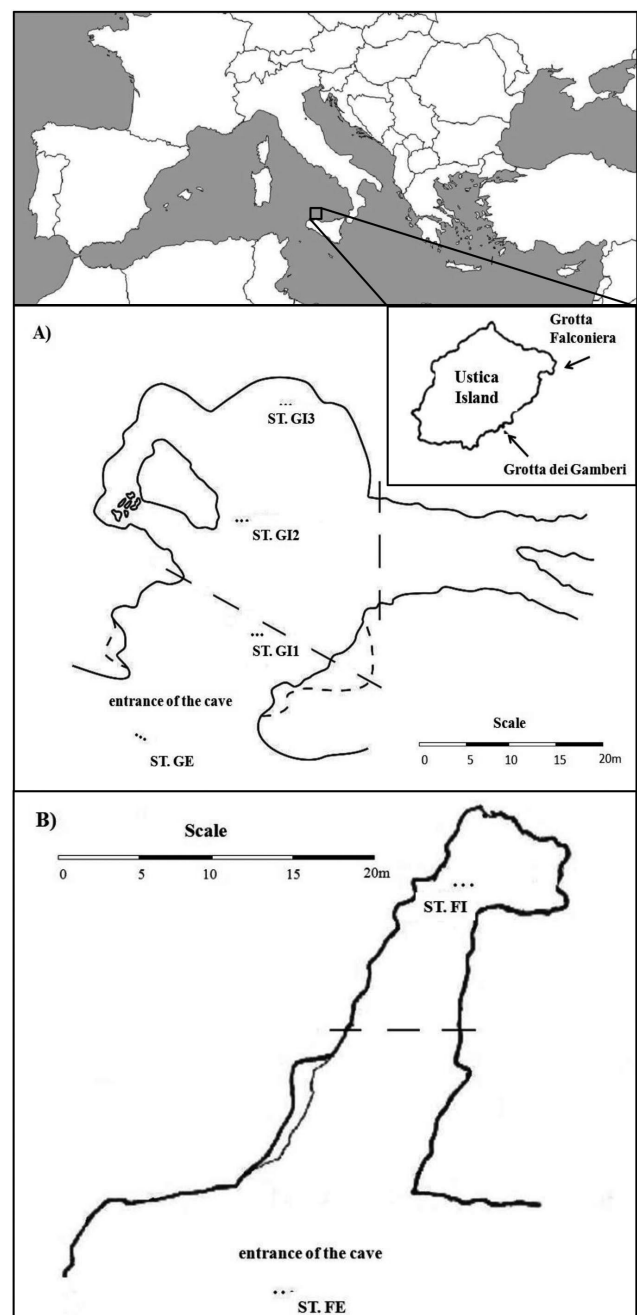 Grotta
Falconiera
Ustica
Island
Grotta dei Gamberi
A)
ST. GI3
ST. GI2
ST. GI1
entrance of the cave
ST. GE
Scale
0 5 10 15 20m
B)
Scale
0 5 10 15 20m
ST. FI
entrance of the cave
ST. FE